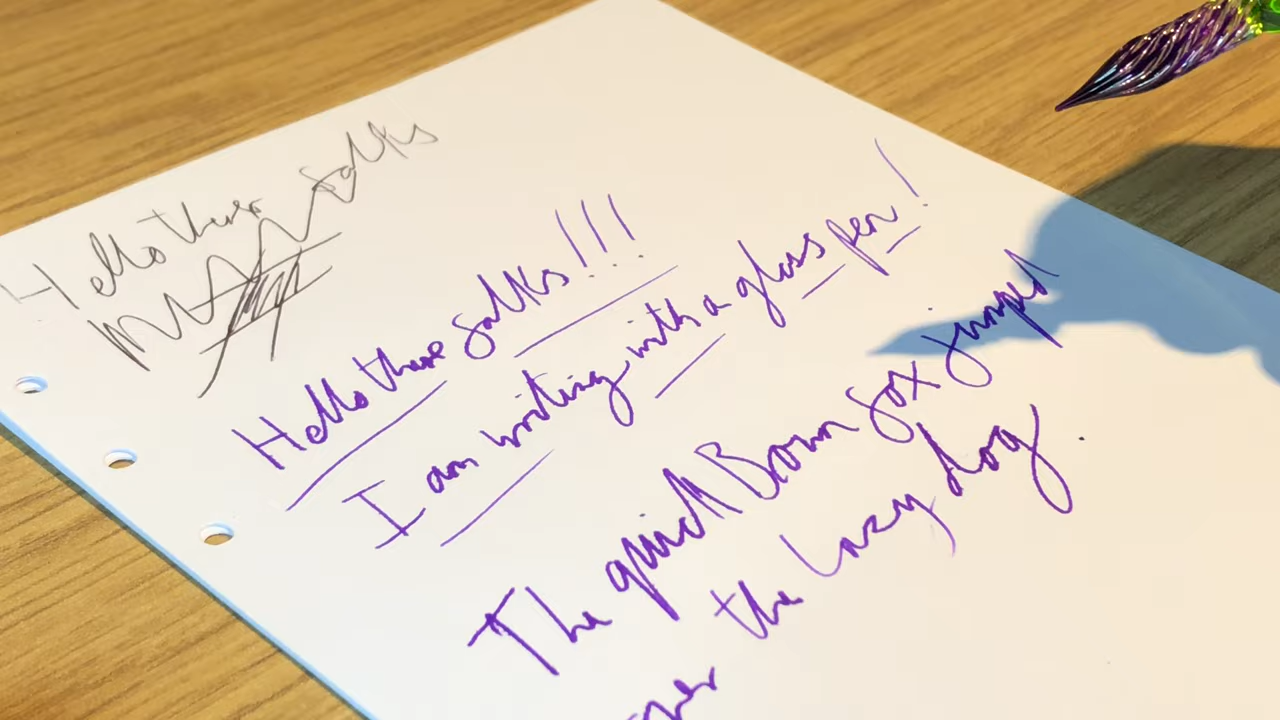 Hello there folks
Hello there folks!!!
I am writing with a glass pen!
The quick Brown fox jumped
over the lazy dog.